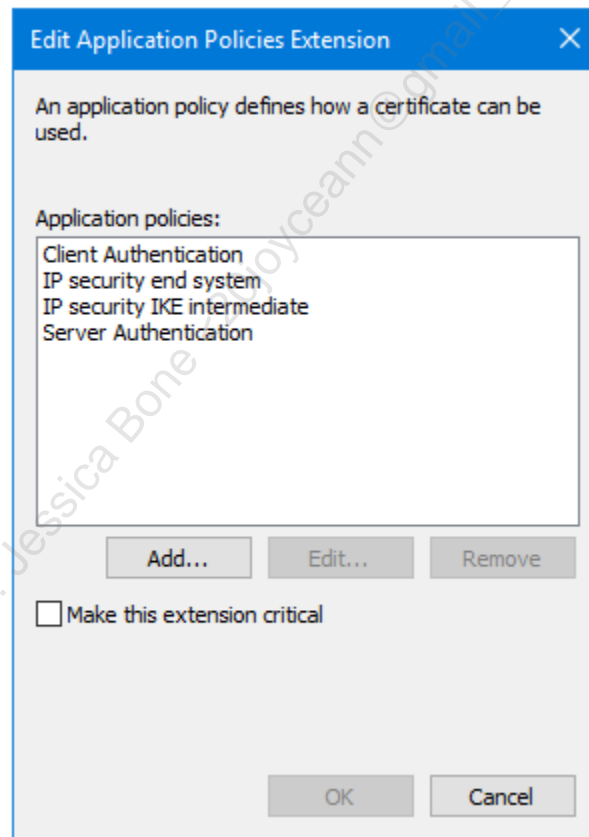 Edit Application Policies Extension
An application policy defines how a certificate can be
used.
Application policies:
Client Authentication
IP security end system
IP security IKE intermediate
Server Authentication
Add...
Edit...
Remove
Make this extension critical
OK
Cancel
Jessica Bone